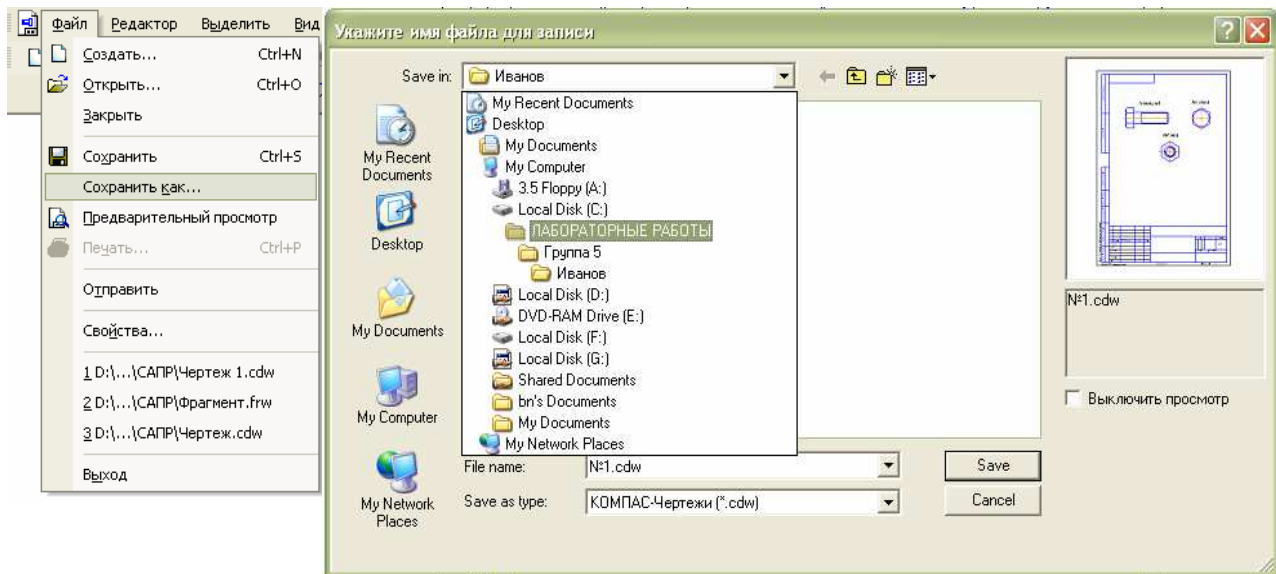 Файл Редактор Выделить Вид
Создать... Ctrl+N
Открыть... Ctrl+O
Закрыть
Сохранить Ctrl+S
Сохранить как...
Предварительный просмотр
Печать... Ctrl+P
Отправить
Свойства...
1 D:\...\САПР\Чертеж 1.cdw
2 D:\...\САПР\Фрагмент.frw
3 D:\...\САПР\Чертеж.cdw
Выход
Укажите имя файла для записи
Save in: Иванов
My Recent Documents
Desktop
My Documents
My Computer
3.5 Floppy (A:)
Local Disk (C:)
ЛАБОРАТОРНЫЕ РАБОТЫ
Группа 5
Иванов
Local Disk (D:)
DVD-RAM Drive (E:)
Local Disk (F:)
Local Disk (G:)
Shared Documents
bn's Documents
My Documents
My Network Places
My Recent
Documents
Desktop
My Documents
My Computer
My Network
Places
File name: №1.cdw Save
Save as type: КОМПАС-Чертежи (*.cdw) Cancel
№1.cdw
Выключить просмотр